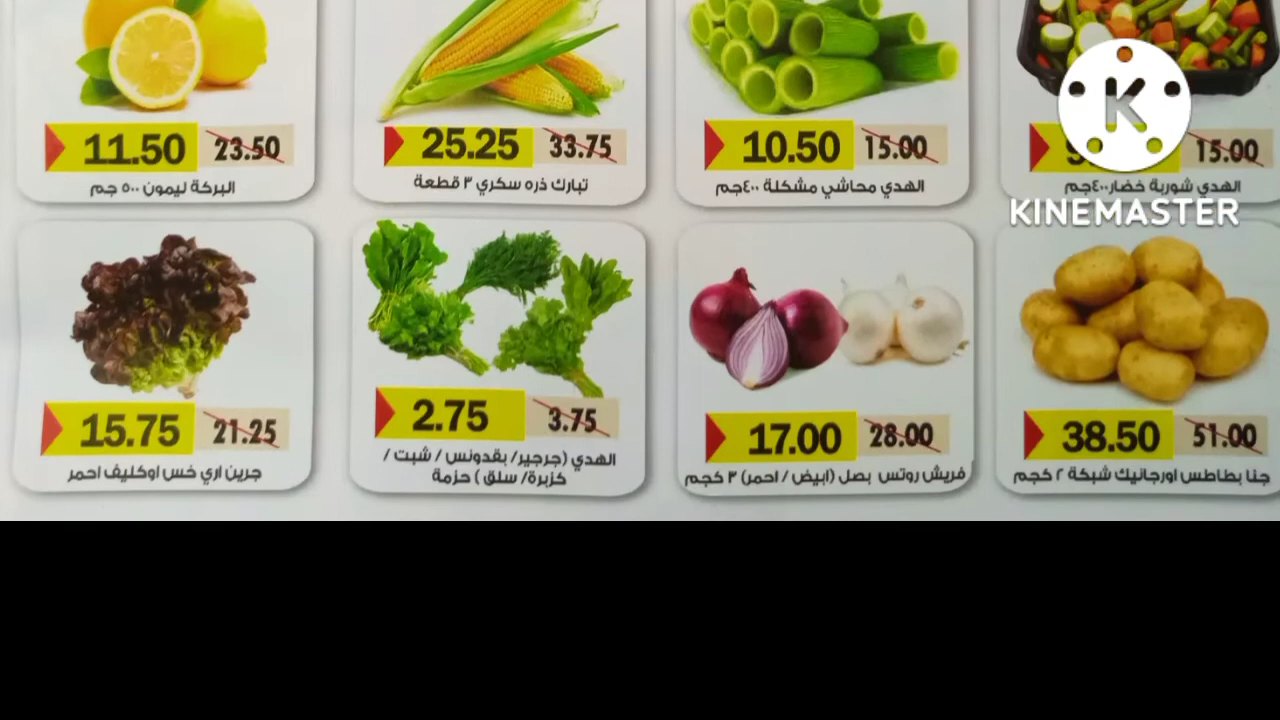 11.50 23.50
البركة ليمون ٥٠٠ جم
25.25 33.75
تبارك ذره سكري ٣ قطعة
10.50 15.00
الهدي محاشي مشكلة ٤٠٠جم
15.00
الهدي شوربة خضار٤٠٠جم
K
KINEMASTER
15.75 21.25
جرين اري خس اوكليف احمر
2.75 3.75
الهدي (جرجير/ بقدونس / شبت /
كزبرة/ سلق ) حزمة
17.00 28.00
فريش روتس بصل (ابيض / احمر) ٣ كجم
38.50 51.00
جنا بطاطس اورجانيك شبكة ٢ كجم